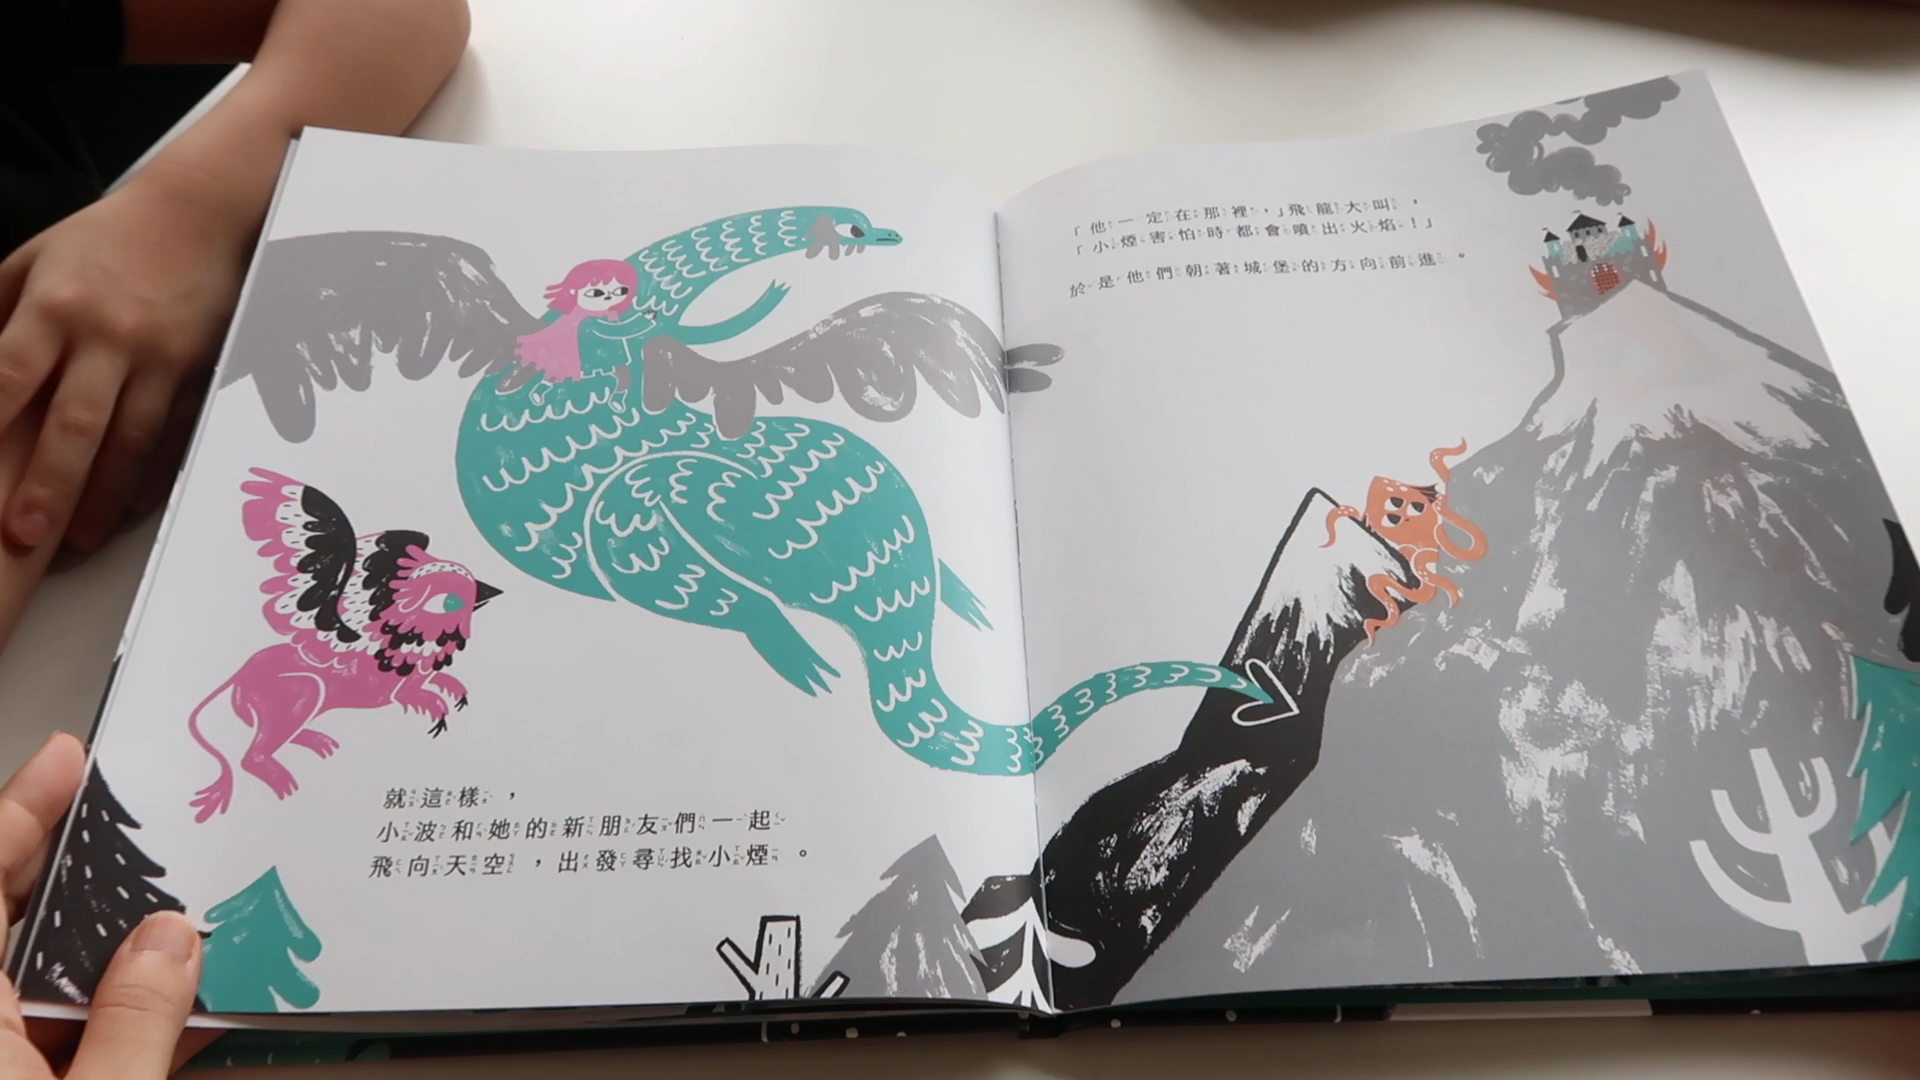 就這樣，
小波和她的新朋友們一起
飛向天空，出發尋找小煙。
「他一定在那裡，」飛龍大叫，
「小煙害怕時都會噴出火焰！」
於是他們朝著城堡的方向前進。